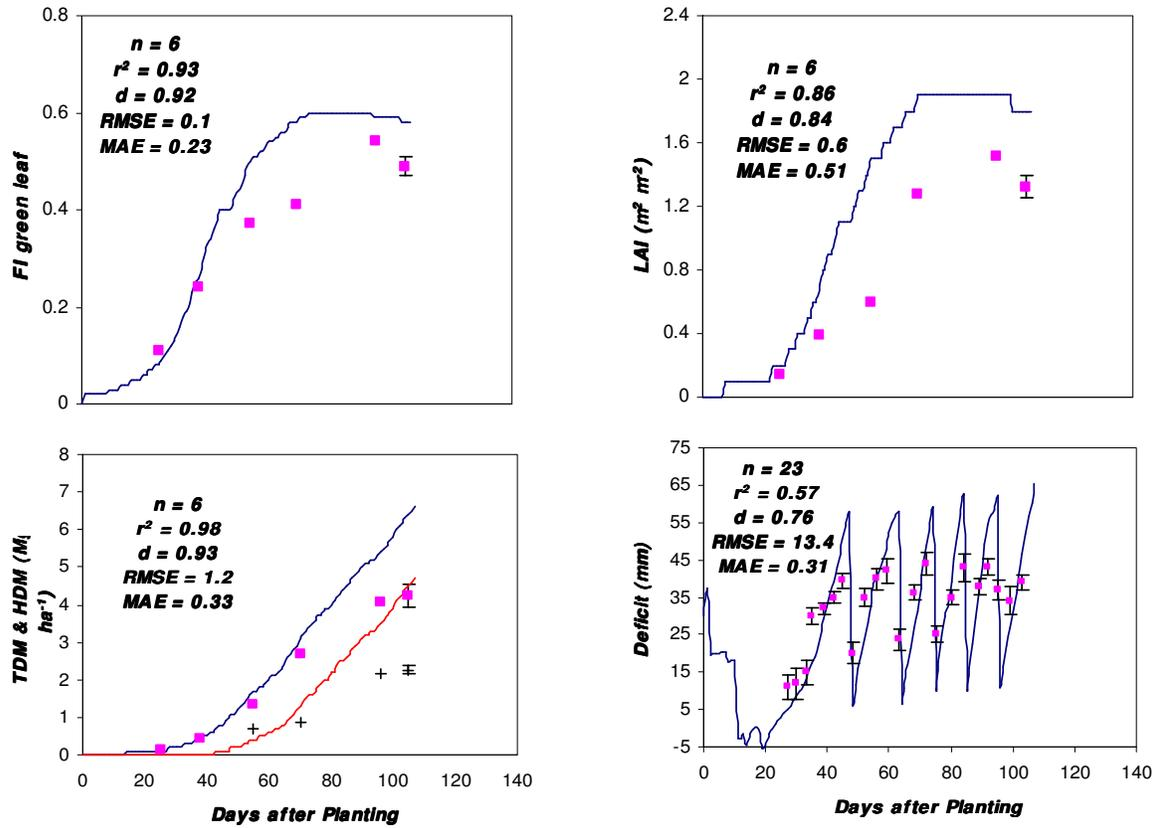 0.8
n = 6
r² = 0.93
d = 0.92
RMSE = 0.1
MAE = 0.23
0.6
0.4
0.2
0
FI green leaf
2.4
n = 6
r² = 0.86
d = 0.84
RMSE = 0.6
MAE = 0.51
2
1.6
1.2
0.8
0.4
0
LAI (m² m²)
8
7
6
5
4
3
2
1
0
n = 6
r² = 0.98
d = 0.93
RMSE = 1.2
MAE = 0.33
TDM & HDM (M
ha⁻¹)
0 20 40 60 80 100 120 140
Days after Planting
75
65
55
45
35
25
15
5
-5
n = 23
r² = 0.57
d = 0.76
RMSE = 13.4
MAE = 0.31
Deficit (mm)
0 20 40 60 80 100 120 140
Days after Planting